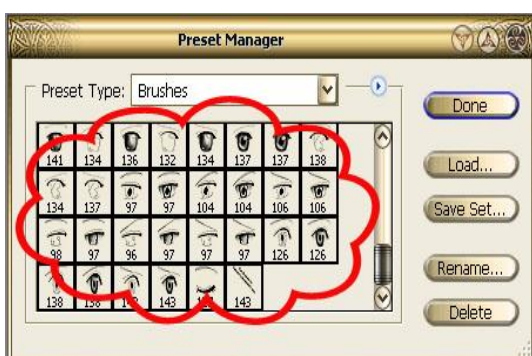 Preset Manager
Preset Type: Brushes
Done
141 134 136 132 134 137 137 138
Load...
134 137 97 97 104 104 106 106
Save Set...
98 97 96 97 97 97 126 126
Rename...
138 138 143 143
Delete